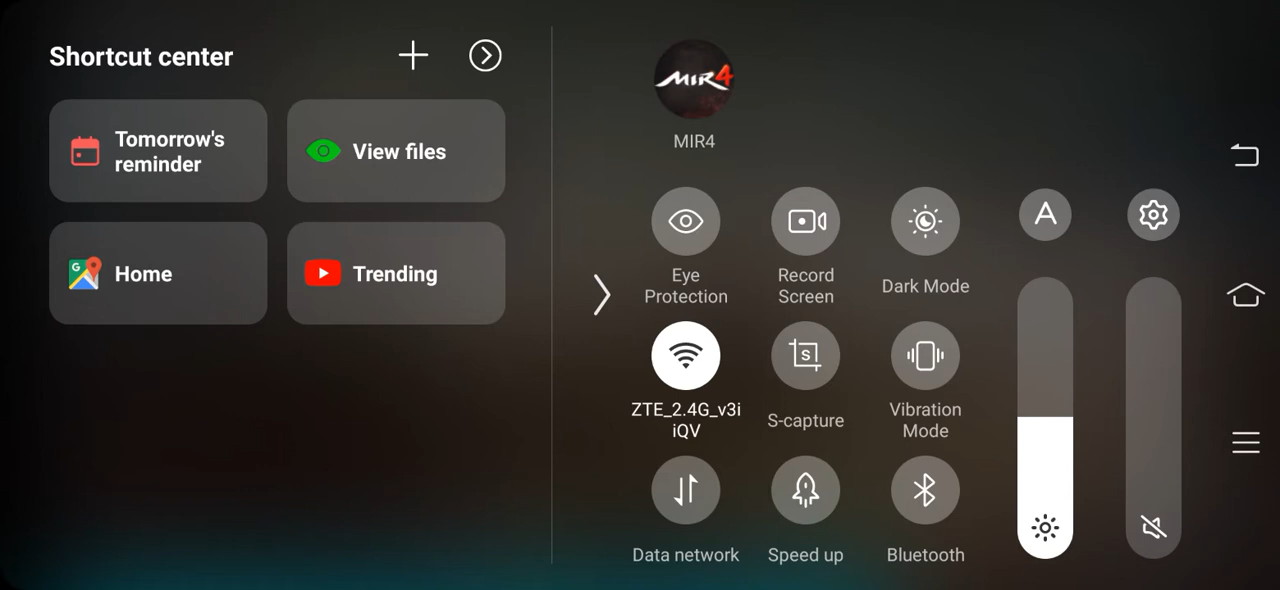 Shortcut center
Tomorrow's
reminder
View files
G
Home
Trending
MIR4
MIR4
A
Eye
Protection
Record
Screen
Dark Mode
ZTE_2.4G_v3i
iQV
S
S-capture
Vibration
Mode
Data network
Speed up
Bluetooth